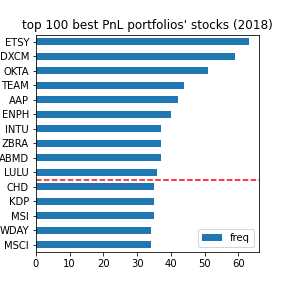 top 100 best PnL portfolios' stocks (2018)
ETSY
DXCM
OKTA
TEAM
AAP
ENPH
INTU
ZBRA
ABMD
LULU
CHD
KDP
MSI
WDAY
MSCI
freq
0 10 20 30 40 50 60